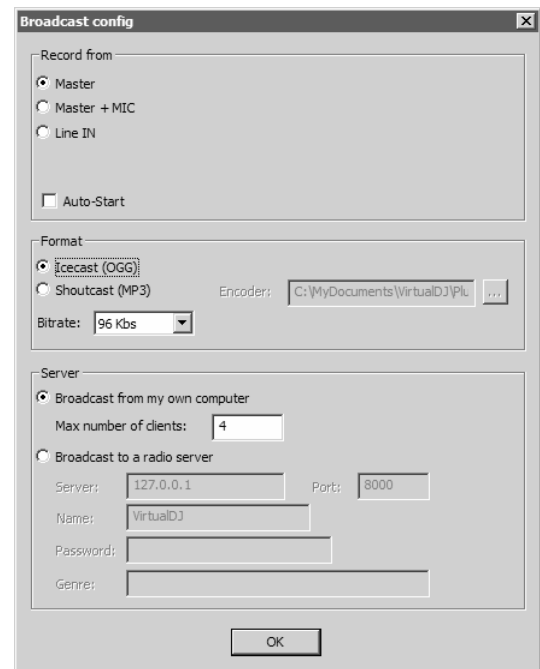 Broadcast config
Record from
Master
Master + MIC
Line IN
Auto-Start
Format
Icecast (OGG)
Shoutcast (MP3) Encoder: C:\MyDocuments\VirtualDJ\Plu ...
Bitrate: 96 Kbs
Server
Broadcast from my own computer
Max number of clients: 4
Broadcast to a radio server
Server: 127.0.0.1 Port: 8000
Name: VirtualDJ
Password:
Genre:
OK